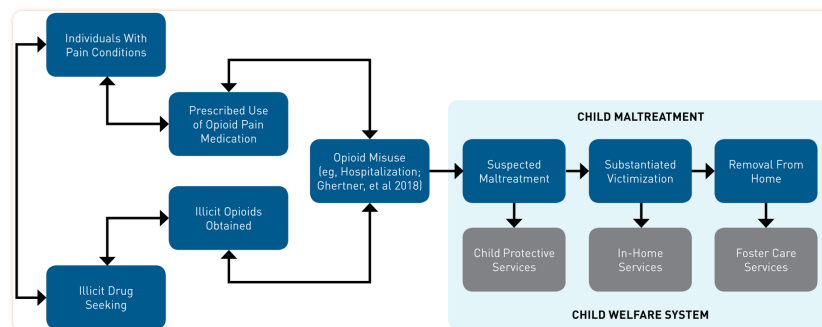 Individuals With
Pain Conditions
Prescribed Use
of Opioid Pain
Medication
Illicit Opioids
Obtained
Illicit Drug
Seeking
Opioid Misuse
(eg, Hospitalization;
Ghertner, et al 2018)
CHILD MALTREATMENT
Suspected
Maltreatment
Substantiated
Victimization
Removal From
Home
Child Protective
Services
In-Home
Services
Foster Care
Services
CHILD WELFARE SYSTEM